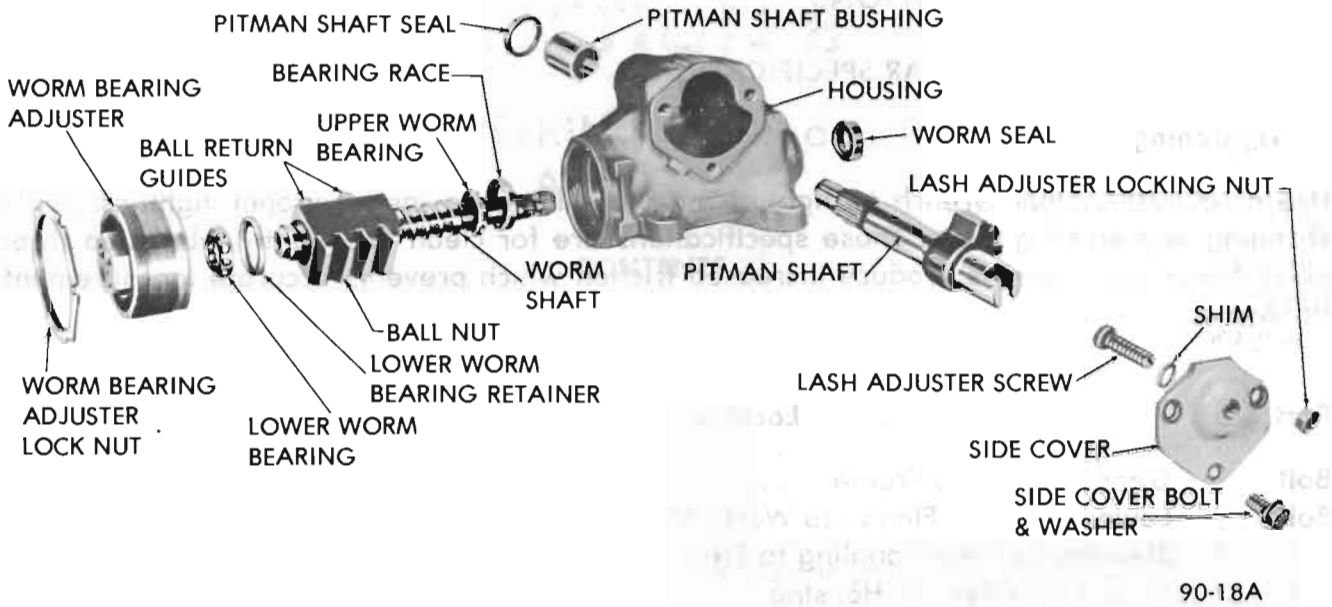 PITMAN SHAFT SEAL
PITMAN SHAFT BUSHING
BEARING RACE
HOUSING
WORM BEARING
ADJUSTER
UPPER WORM
BEARING
WORM SEAL
BALL RETURN
GUIDES
LASH ADJUSTER LOCKING NUT
WORM
SHAFT
PITMAN SHAFT
BALL NUT
SHIM
LOWER WORM
BEARING RETAINER
LASH ADJUSTER SCREW
WORM BEARING
ADJUSTER
LOCK NUT
LOWER WORM
BEARING
SIDE COVER
SIDE COVER BOLT
& WASHER
90-18A